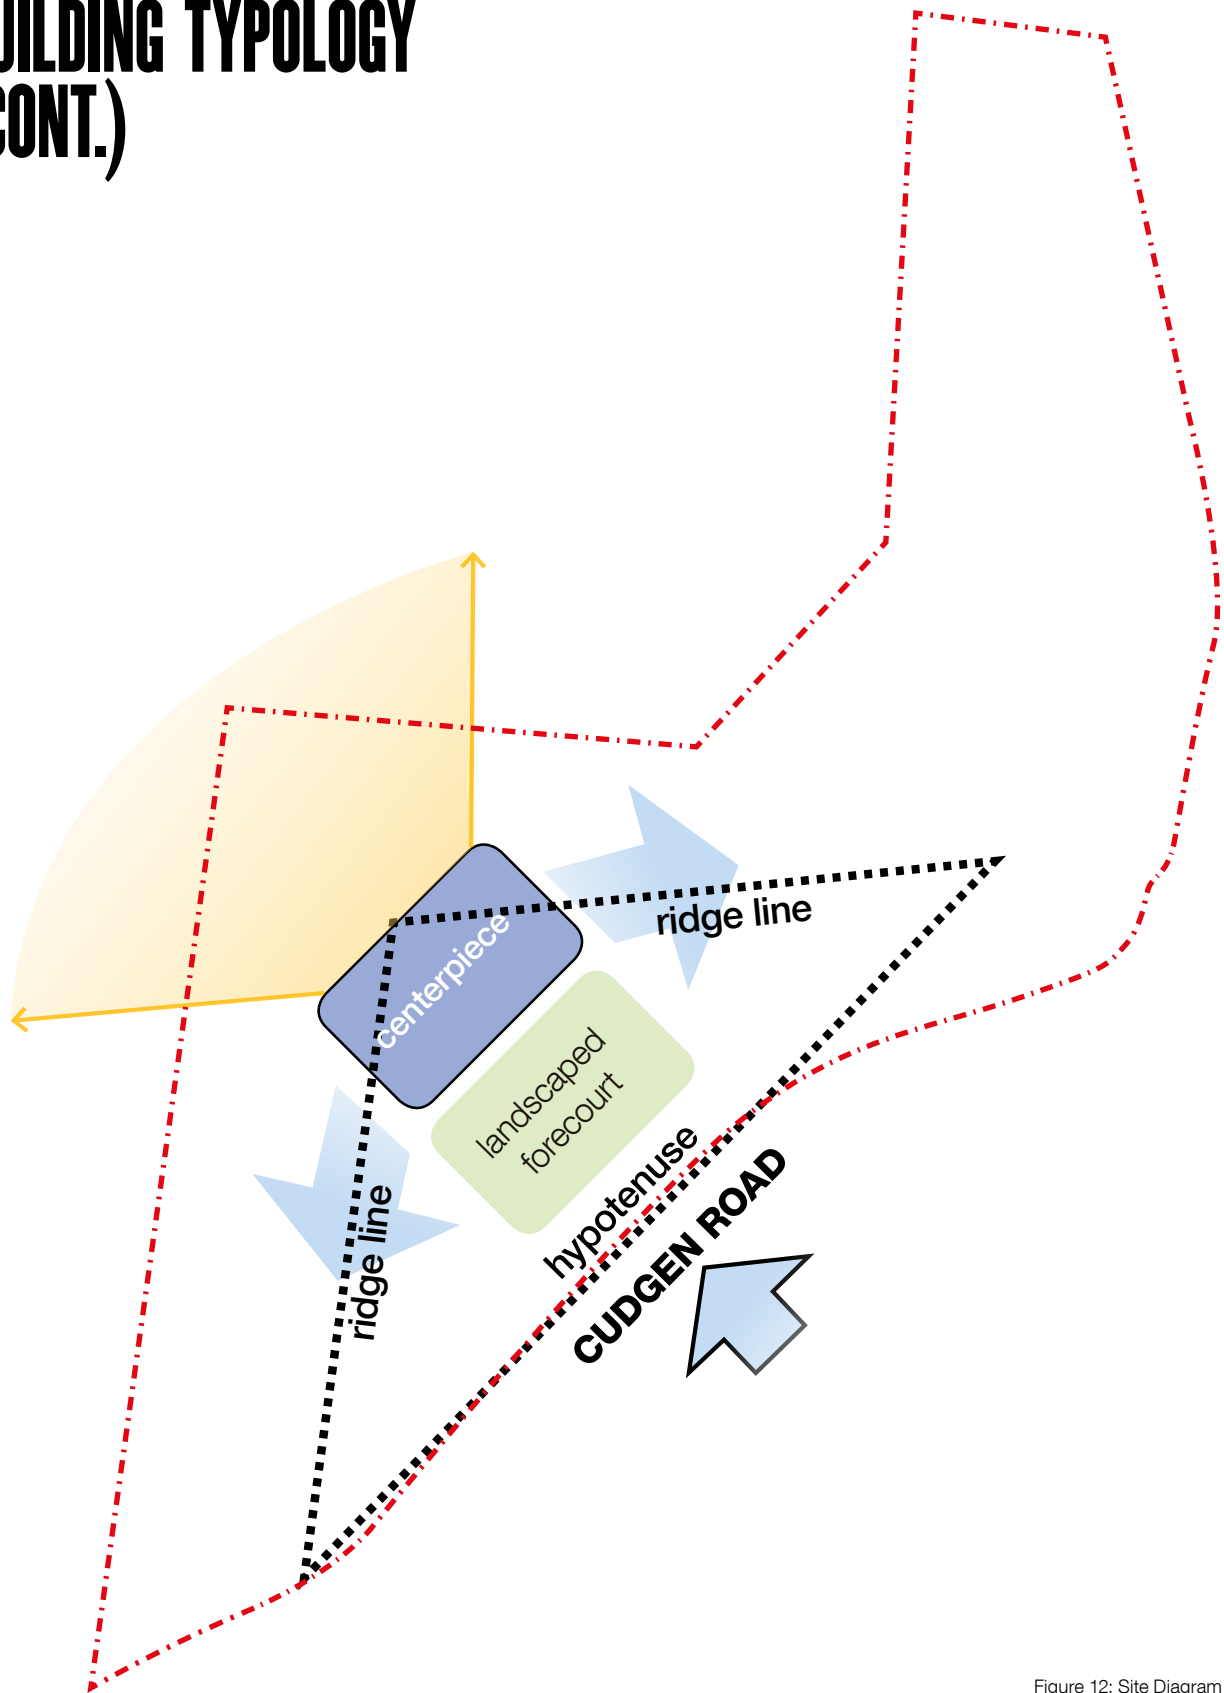 UILDING TYPOLOGY
CONT.)
centerpiece
ridge line
landscaped
forecourt
ridge line
hypotenuse
CUDGEN ROAD
Figure 12: Site Diagram